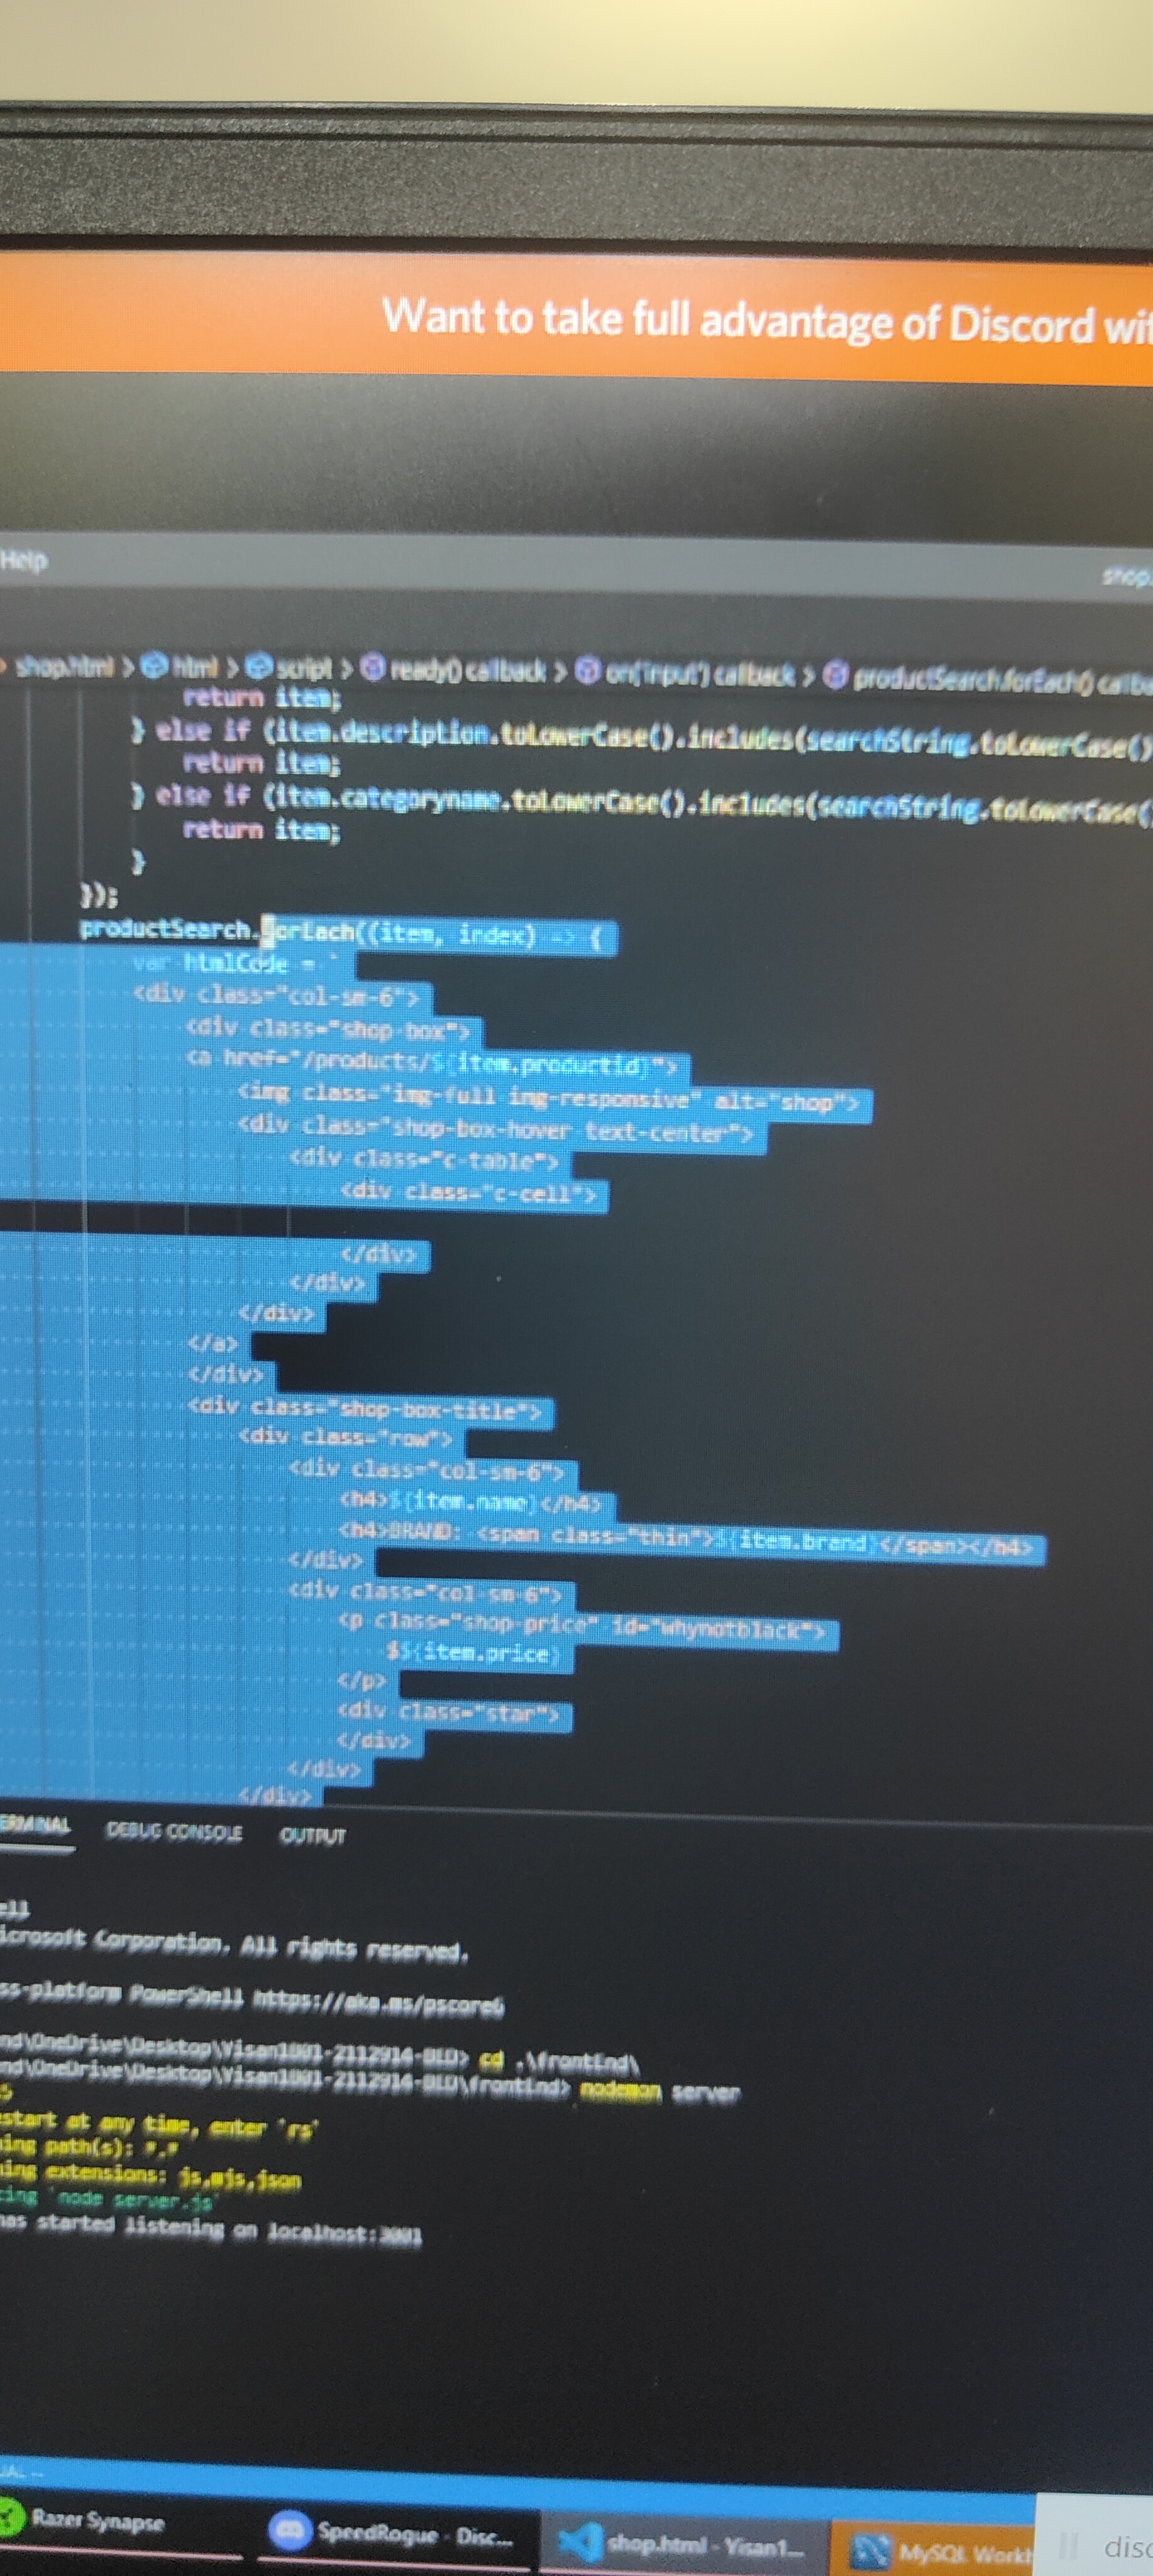 Want to take full advantage of Discord wit
Help
shop.
shop.html > html > script > ready() callback > on('input') callback > productSearch.forEach() callba
return item;
} else if (item.description.toLowerCase().includes(searchString.toLowerCase()
return item;
} else if (item.categoryname.toLowerCase().includes(searchString.toLowerCase(
return item;
}
});
productSearch.forEach((item, index) => {
var htmlCode = `
<div class="col-sm-6">
<div class="shop-box">
<a href="/products/${item.productid}">
<img class="img-full img-responsive" alt="shop">
<div class="shop-box-hover text-center">
<div class="c-table">
<div class="c-cell">
</div>
</div>
</div>
</a>
</div>
<div class="shop-box-title">
<div class="row">
<div class="col-sm-6">
<h4>${item.name}</h4>
<h4>BRAND: <span class="thin">${item.brand}</span></h4>
</div>
<div class="col-sm-6">
<p class="shop-price" id="whynotblack">
$${item.price}
</p>
<div class="star">
</div>
</div>
</div>
ERMINAL DEBUG CONSOLE OUTPUT
ell
icrosoft Corporation. All rights reserved.
ss-platform PowerShell https://aka.ms/pscore6
nd\OneDrive\Desktop\Yisan1001-2112914-OLD> cd .\frontEnd\
nd\OneDrive\Desktop\Yisan1001-2112914-OLD\frontEnd> nodemon server
start at any time, enter `rs`
hing path(s): *.*
hing extensions: js,mjs,json
ting `node server.js`
has started listening on localhost:3001
UAL --
Razer Synapse
SpeedRogue - Disc...
shop.html - Yisan1...
MySQL Workb
disc